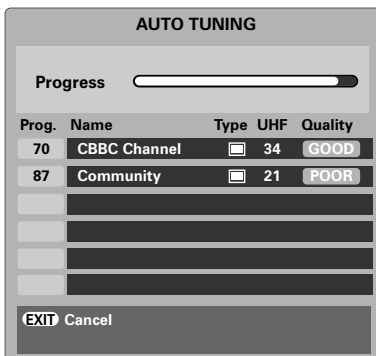 AUTO TUNING
Progress
Prog. Name Type UHF Quality
70 CBBC Channel 34 GOOD
87 Community 21 POOR
EXIT Cancel